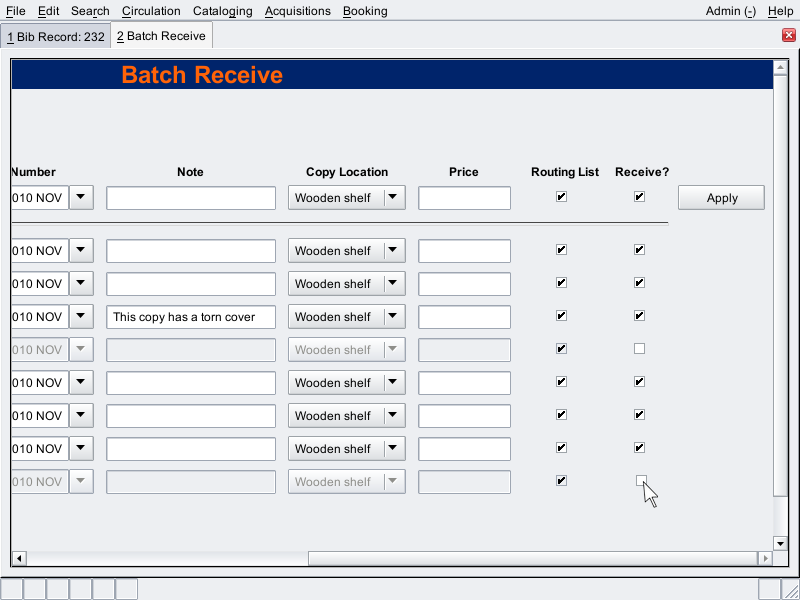 File Edit Search Circulation Cataloging Acquisitions Booking Admin (-) Help
1 Bib Record: 232 2 Batch Receive
Batch Receive
Number Note Copy Location Price Routing List Receive?
010 NOV Wooden shelf Apply
010 NOV Wooden shelf
010 NOV Wooden shelf
010 NOV This copy has a torn cover Wooden shelf
010 NOV Wooden shelf
010 NOV Wooden shelf
010 NOV Wooden shelf
010 NOV Wooden shelf
010 NOV Wooden shelf